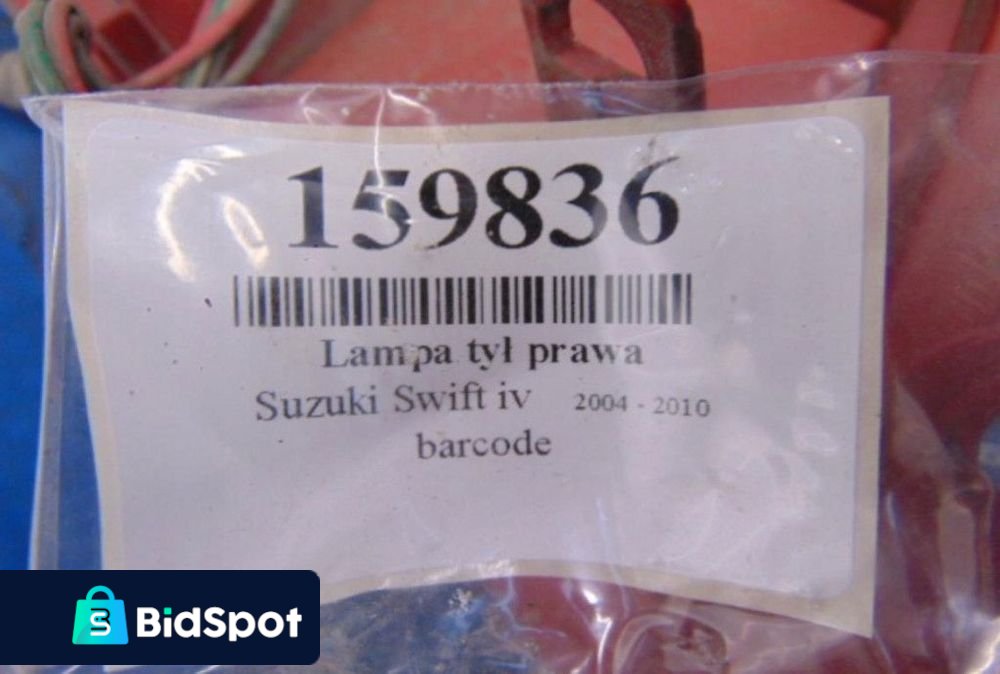 159836
Lampa tył prawa
Suzuki Swift iv 2004 - 2010
barcode
BidSpot